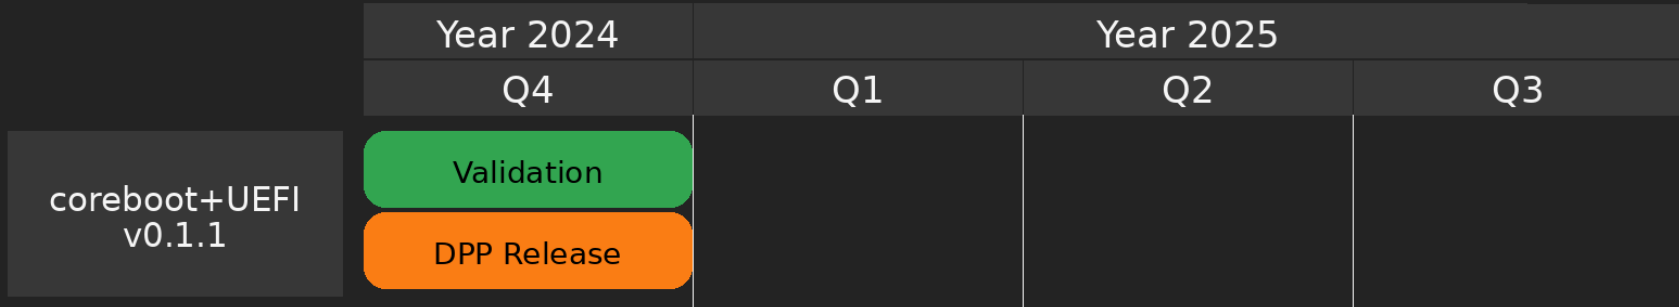 Year 2024
Year 2025
Q4
Q1
Q2
Q3
coreboot+UEFI
v0.1.1
Validation
DPP Release